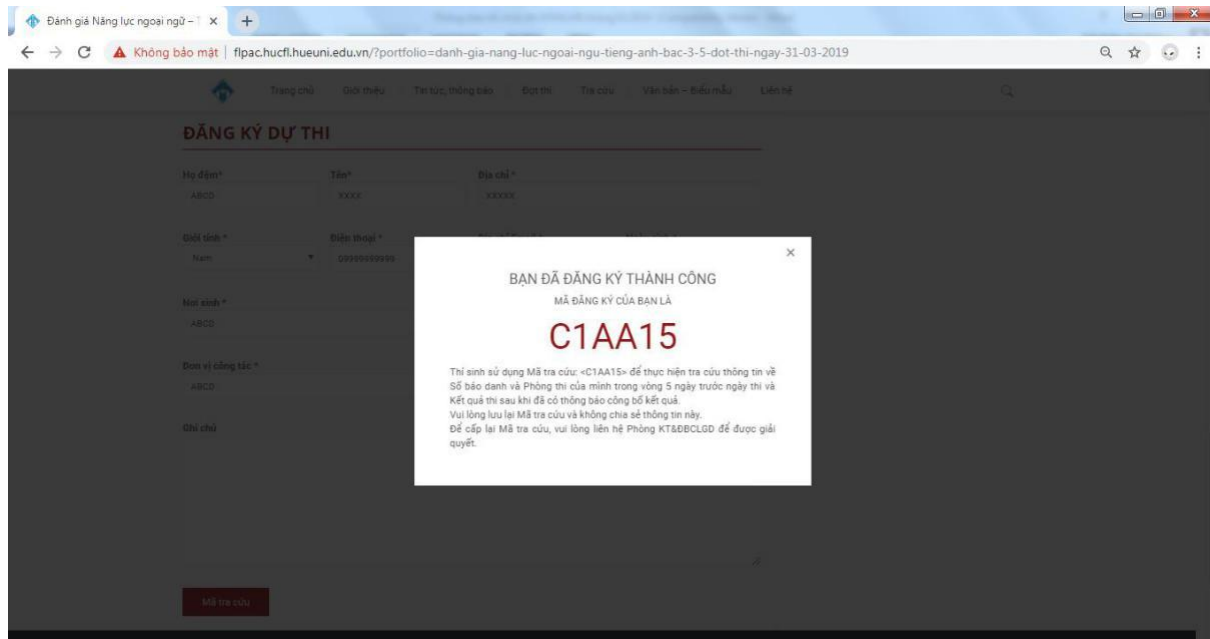 Đánh giá Năng lực ngoại ngữ – T
Không bảo mật | flpac.hucfl.hueuni.edu.vn/?portfolio=danh-gia-nang-luc-ngoai-ngu-tieng-anh-bac-3-5-dot-thi-ngay-31-03-2019
Trang chủ Giới thiệu Tin tức, thông báo Đợt thi Tra cứu Văn bản – Biểu mẫu Liên hệ
ĐĂNG KÝ DỰ THI
Họ đệm* Tên* Địa chỉ *
ABCD XXXX XXXXX
Giới tính * Điện thoại *
Nam 09999999999
Nơi sinh *
ABCD
Đơn vị công tác *
ABCD
Ghi chú
BẠN ĐÃ ĐĂNG KÝ THÀNH CÔNG
MÃ ĐĂNG KÝ CỦA BẠN LÀ
C1AA15
Thí sinh sử dụng Mã tra cứu: <C1AA15> để thực hiện tra cứu thông tin về
Số báo danh và Phòng thi của mình trong vòng 5 ngày trước ngày thi và
Kết quả thi sau khi đã có thông báo công bố kết quả.
Vui lòng lưu lại Mã tra cứu và không chia sẻ thông tin này.
Để cấp lại Mã tra cứu, vui lòng liên hệ Phòng KT&ĐBCLGD để được giải
quyết.
Mã tra cứu